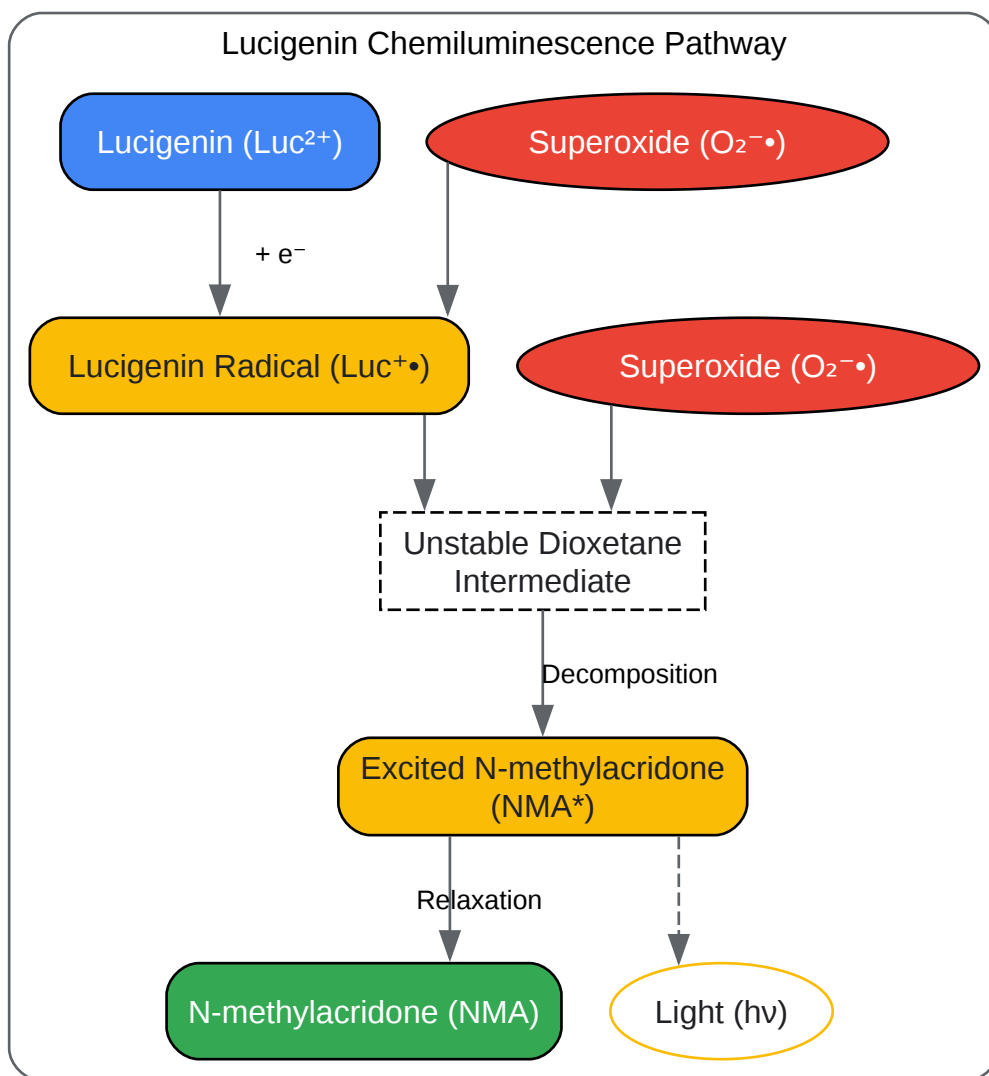 Lucigenin Chemiluminescence Pathway
Lucigenin (Luc²⁺)
Superoxide (O₂⁻•)
+ e⁻
Lucigenin Radical (Luc⁺•)
Superoxide (O₂⁻•)
Unstable Dioxetane
Intermediate
Decomposition
Excited N-methylacridone
(NMA*)
Relaxation
N-methylacridone (NMA)
Light (hν)